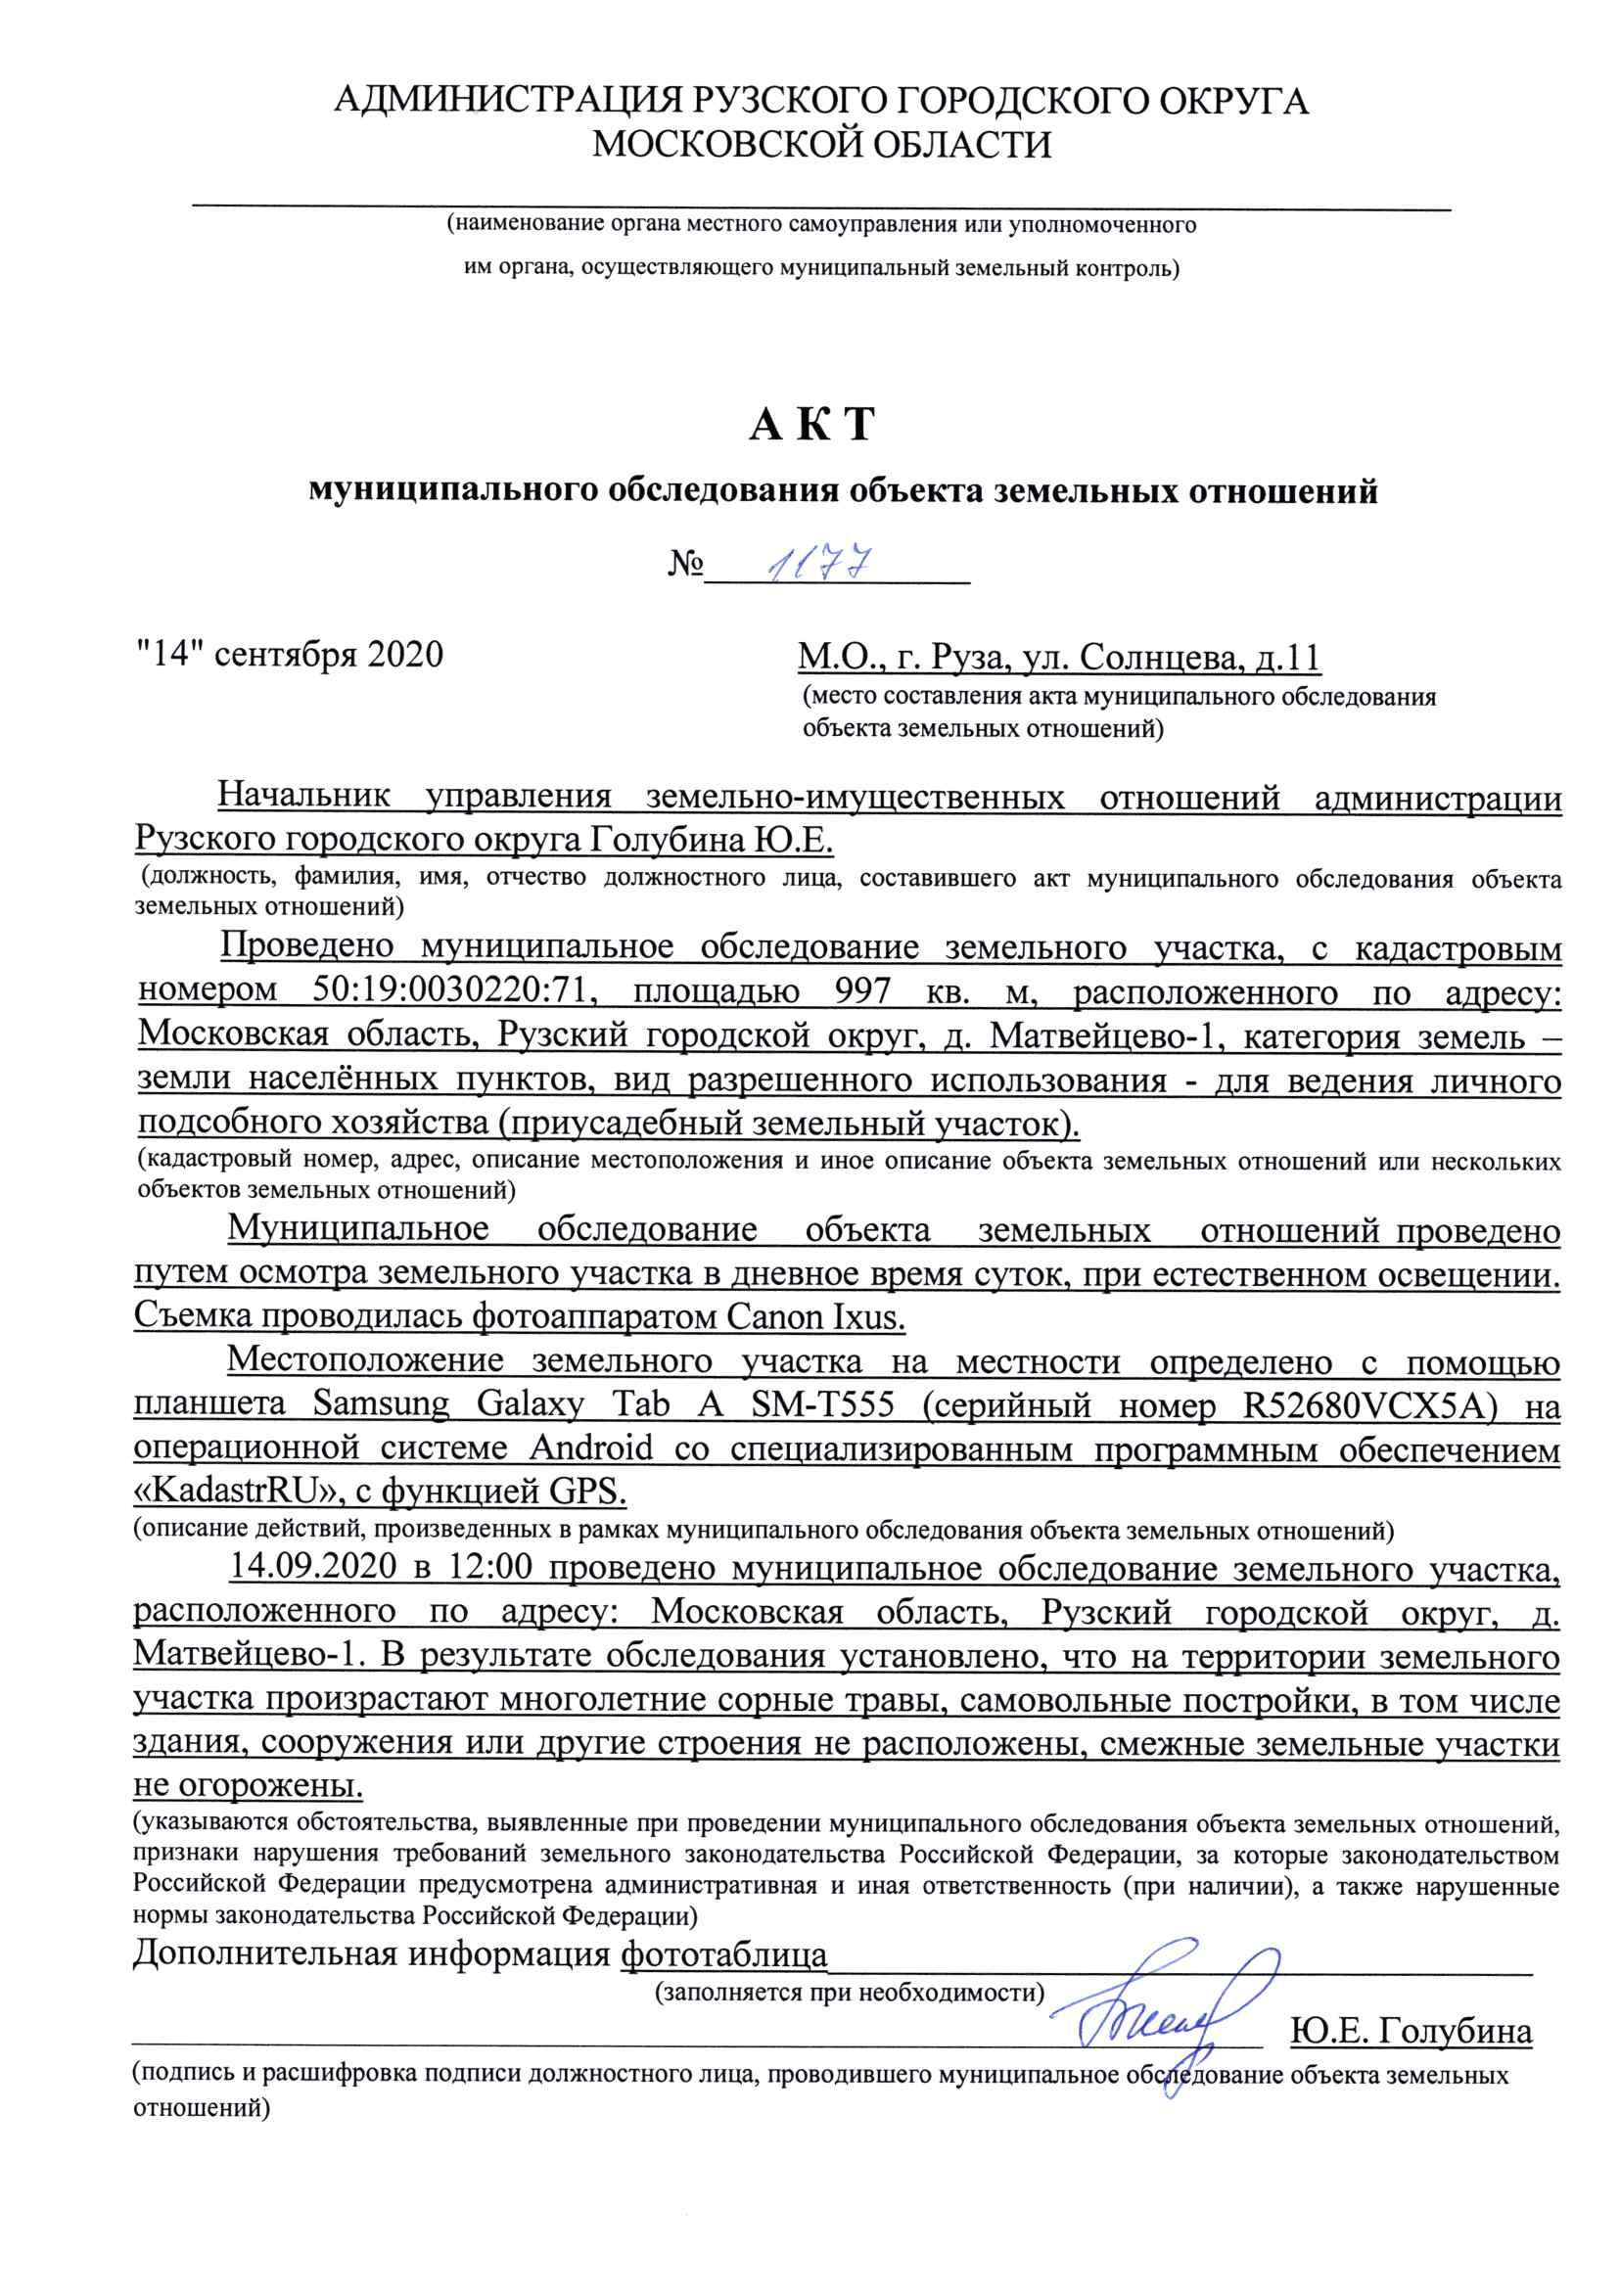 АДМИНИСТРАЦИЯ РУЗСКОГО ГОРОДСКОГО ОКРУГА
МОСКОВСКОЙ ОБЛАСТИ
(наименование органа местного самоуправления или уполномоченного
им органа, осуществляющего муниципальный земельный контроль)
А К Т
муниципального обследования объекта земельных отношений
№ 1177
"14" сентября 2020
М.О., г. Руза, ул. Солнцева, д.11
(место составления акта муниципального обследования
объекта земельных отношений)
Начальник управления земельно-имущественных отношений администрации
Рузского городского округа Голубина Ю.Е.
(должность, фамилия, имя, отчество должностного лица, составившего акт муниципального обследования объекта
земельных отношений)
Проведено муниципальное обследование земельного участка, с кадастровым
номером 50:19:0030220:71, площадью 997 кв. м, расположенного по адресу:
Московская область, Рузский городской округ, д. Матвейцево-1, категория земель –
земли населённых пунктов, вид разрешенного использования - для ведения личного
подсобного хозяйства (приусадебный земельный участок).
(кадастровый номер, адрес, описание местоположения и иное описание объекта земельных отношений или нескольких
объектов земельных отношений)
Муниципальное обследование объекта земельных отношений проведено
путем осмотра земельного участка в дневное время суток, при естественном освещении.
Съемка проводилась фотоаппаратом Canon Ixus.
Местоположение земельного участка на местности определено с помощью
планшета Samsung Galaxy Tab A SM-T555 (серийный номер R52680VCX5A) на
операционной системе Android со специализированным программным обеспечением
«KadastrRU», с функцией GPS.
(описание действий, произведенных в рамках муниципального обследования объекта земельных отношений)
14.09.2020 в 12:00 проведено муниципальное обследование земельного участка,
расположенного по адресу: Московская область, Рузский городской округ, д.
Матвейцево-1. В результате обследования установлено, что на территории земельного
участка произрастают многолетние сорные травы, самовольные постройки, в том числе
здания, сооружения или другие строения не расположены, смежные земельные участки
не огорожены.
(указываются обстоятельства, выявленные при проведении муниципального обследования объекта земельных отношений,
признаки нарушения требований земельного законодательства Российской Федерации, за которые законодательством
Российской Федерации предусмотрена административная и иная ответственность (при наличии), а также нарушенные
нормы законодательства Российской Федерации)
Дополнительная информация фототаблица
(заполняется при необходимости)
Ю.Е. Голубина
(подпись и расшифровка подписи должностного лица, проводившего муниципальное обследование объекта земельных
отношений)